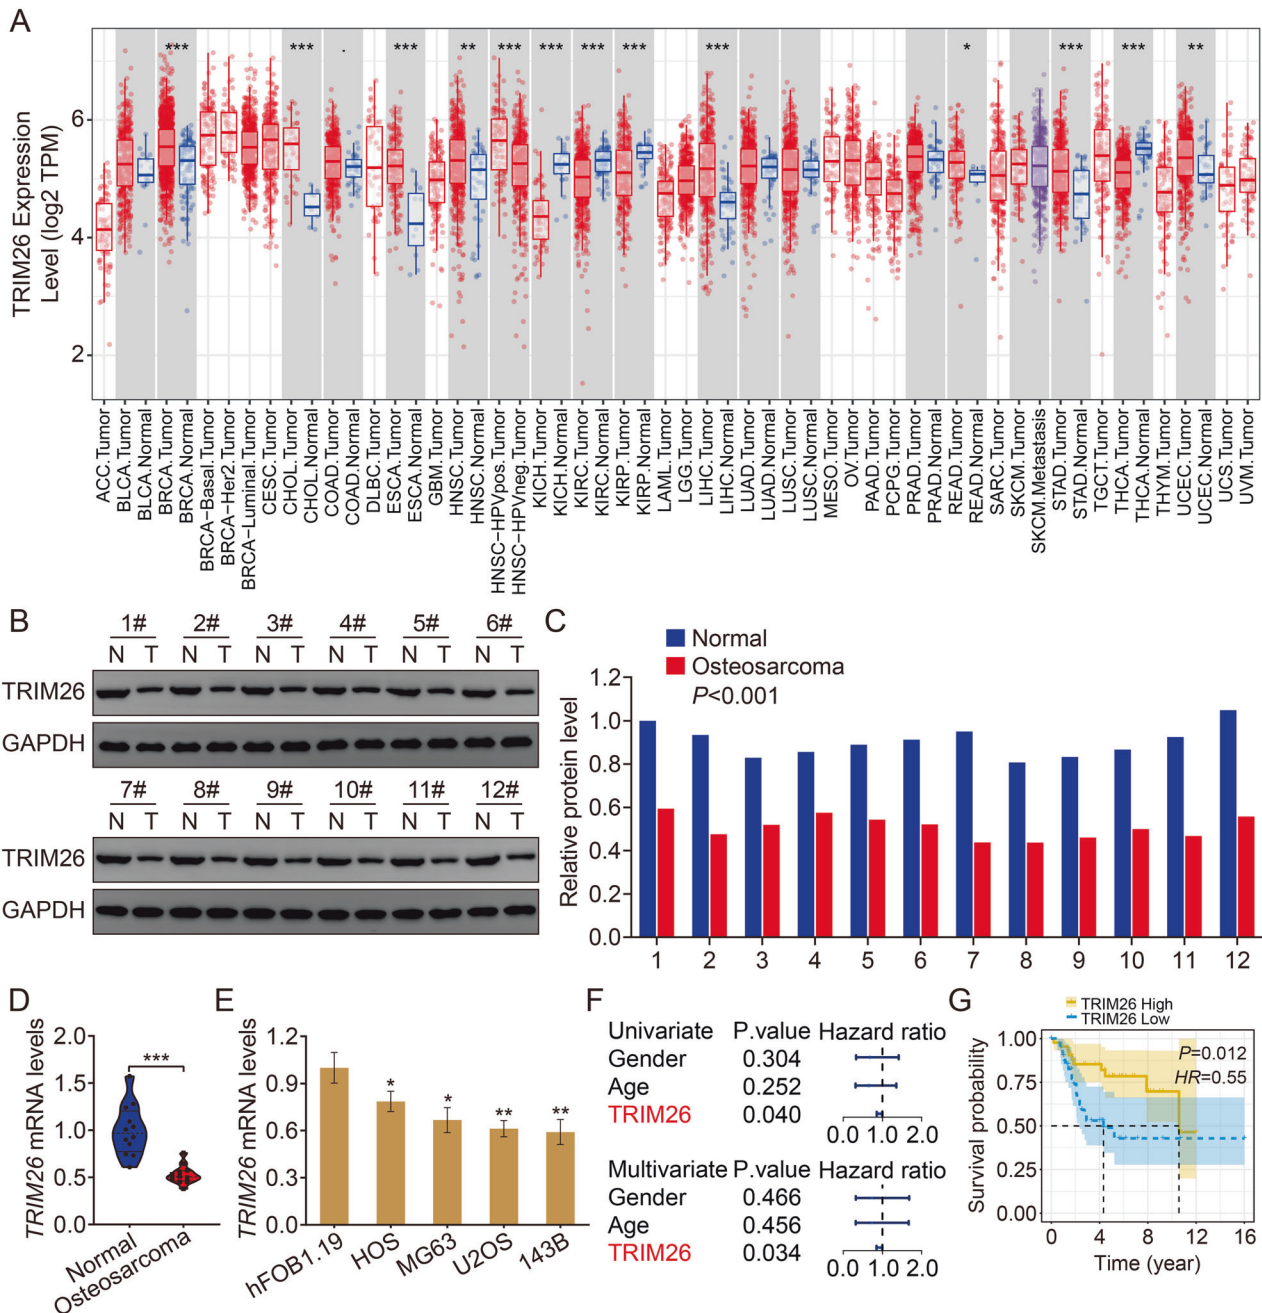 A
TRIM26 Expression
Level (log2 TPM)
*** *** . *** ** *** *** *** *** *** * *** *** **
6
4
2
ACC.Tumor
BLCA.Tumor
BLCA.Normal
BRCA.Tumor
BRCA.Normal
BRCA-Basal.Tumor
BRCA-Her2.Tumor
BRCA-Luminal.Tumor
CESC.Tumor
CHOL.Tumor
CHOL.Normal
COAD.Tumor
COAD.Normal
DLBC.Tumor
ESCA.Tumor
ESCA.Normal
GBM.Tumor
HNSC.Tumor
HNSC.Normal
HNSC-HPVpos.Tumor
HNSC-HPVneg.Tumor
KICH.Tumor
KICH.Normal
KIRC.Tumor
KIRC.Normal
KIRP.Tumor
KIRP.Normal
LAML.Tumor
LGG.Tumor
LIHC.Tumor
LIHC.Normal
LUAD.Tumor
LUAD.Normal
LUSC.Tumor
LUSC.Normal
MESO.Tumor
OV.Tumor
PAAD.Tumor
PCPG.Tumor
PRAD.Tumor
PRAD.Normal
READ.Tumor
READ.Normal
SARC.Tumor
SKCM.Tumor
SKCM.Metastasis
STAD.Tumor
STAD.Normal
TGCT.Tumor
THCA.Tumor
THCA.Normal
THYM.Tumor
UCEC.Tumor
UCEC.Normal
UCS.Tumor
UVM.Tumor
B
1# 2# 3# 4# 5# 6#
N T N T N T N T N T N T
TRIM26
GAPDH
7# 8# 9# 10# 11# 12#
N T N T N T N T N T N T
TRIM26
GAPDH
C
Normal
Osteosarcoma
P<0.001
Relative protein level
1.2
1.0
0.8
0.6
0.4
0.2
0.0
1 2 3 4 5 6 7 8 9 10 11 12
D
TRIM26 mRNA levels
2.0
1.5
1.0
0.5
0.0
***
Normal
Osteosarcoma
E
TRIM26 mRNA levels
1.2
0.9
0.6
0.3
0.0
* * ** **
hFOB1.19
HOS
MG63
U2OS
143B
F
Univariate P.value Hazard ratio
Gender 0.304
Age 0.252
TRIM26 0.040
0.0 1.0 2.0
Multivariate P.value Hazard ratio
Gender 0.466
Age 0.456
TRIM26 0.034
0.0 1.0 2.0
G
TRIM26 High
TRIM26 Low
Survival probability
1.00
0.75
0.50
0.25
0.00
P=0.012
HR=0.55
0 4 8 12 16
Time (year)